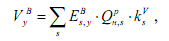 V_y^B = ∑_s E_{s,y}^B · Q_{н,s}^p · k_s^V ,